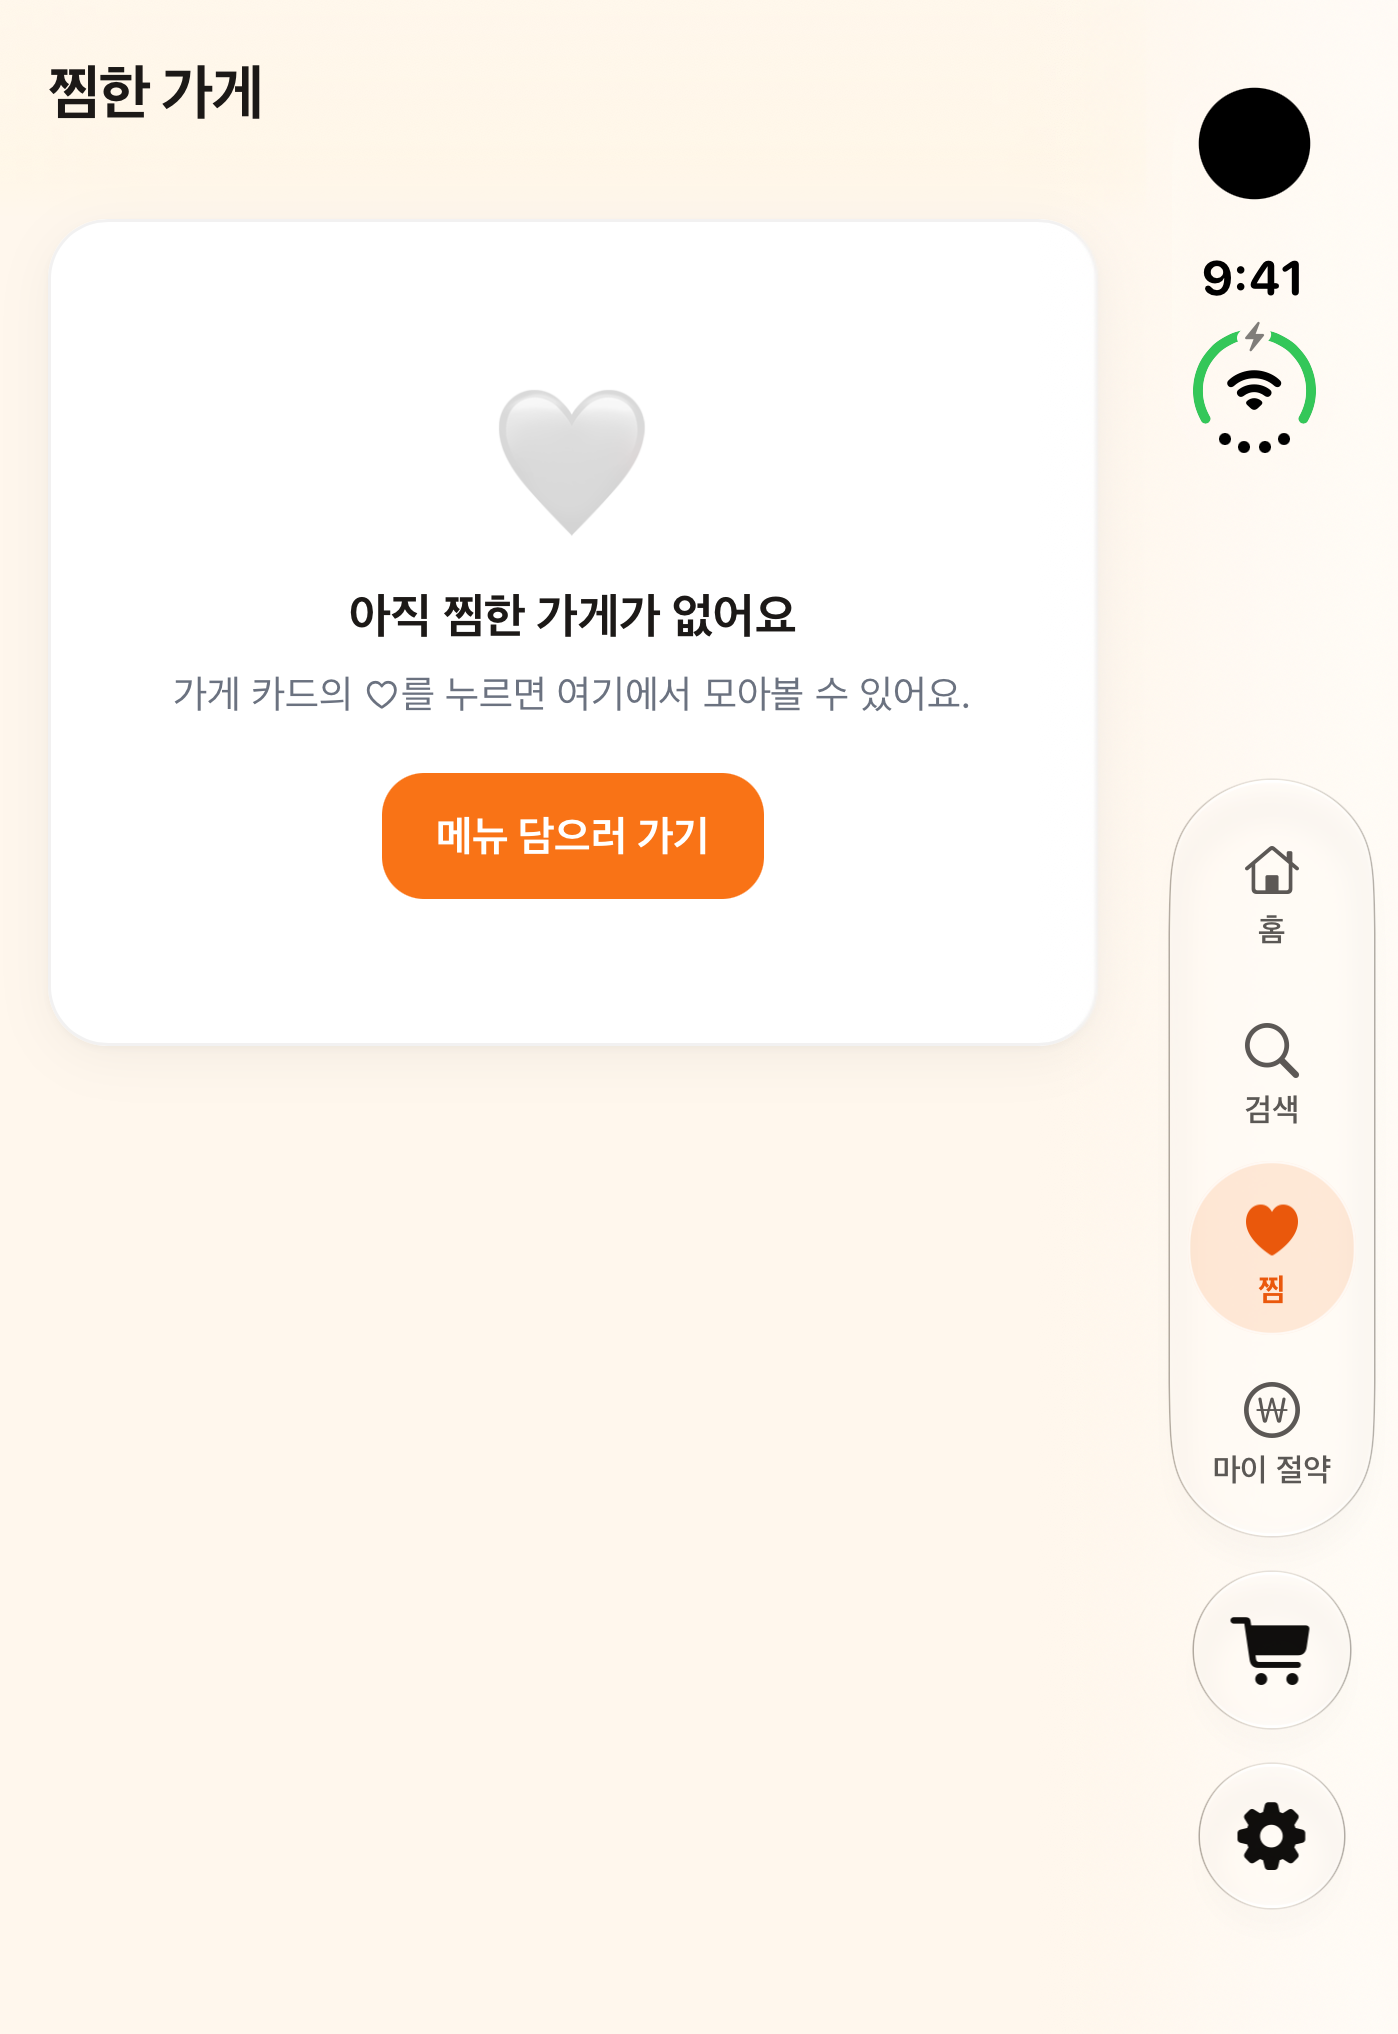 찜한 가게
9:41
아직 찜한 가게가 없어요
가게 카드의 ♡를 누르면 여기에서 모아볼 수 있어요.
메뉴 담으러 가기
홈
검색
찜
마이 절약